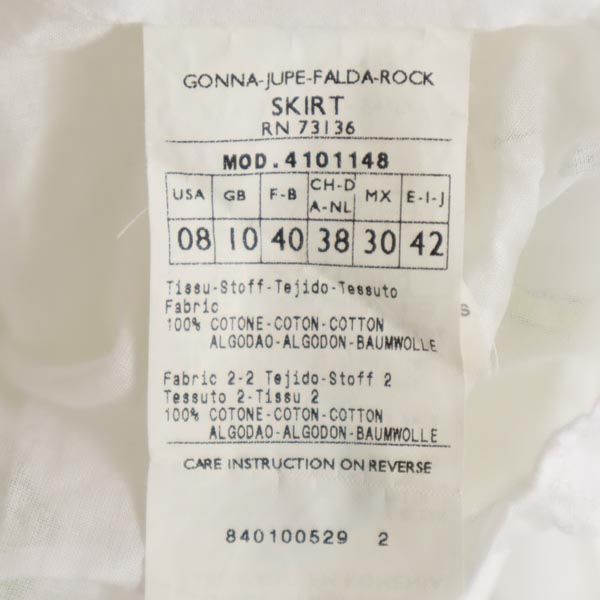 GONNA-JUPE-FALDA-ROCK
SKIRT
RN 73136
MOD.4101148
USA GB F-B CH-D A-NL MX E-I-J
08 10 40 38 30 42
Tissu-Stoff-Tejido-Tessuto
Fabric
100% COTONE-COTON-COTTON
ALGODAO-ALGODON-BAUMWOLLE
Fabric 2-2 Tejido-Stoff 2
Tessuto 2-Tissu 2
100% COTONE-COTON-COTTON
ALGODAO-ALGODON-BAUMWOLLE
CARE INSTRUCTION ON REVERSE
840100529 2